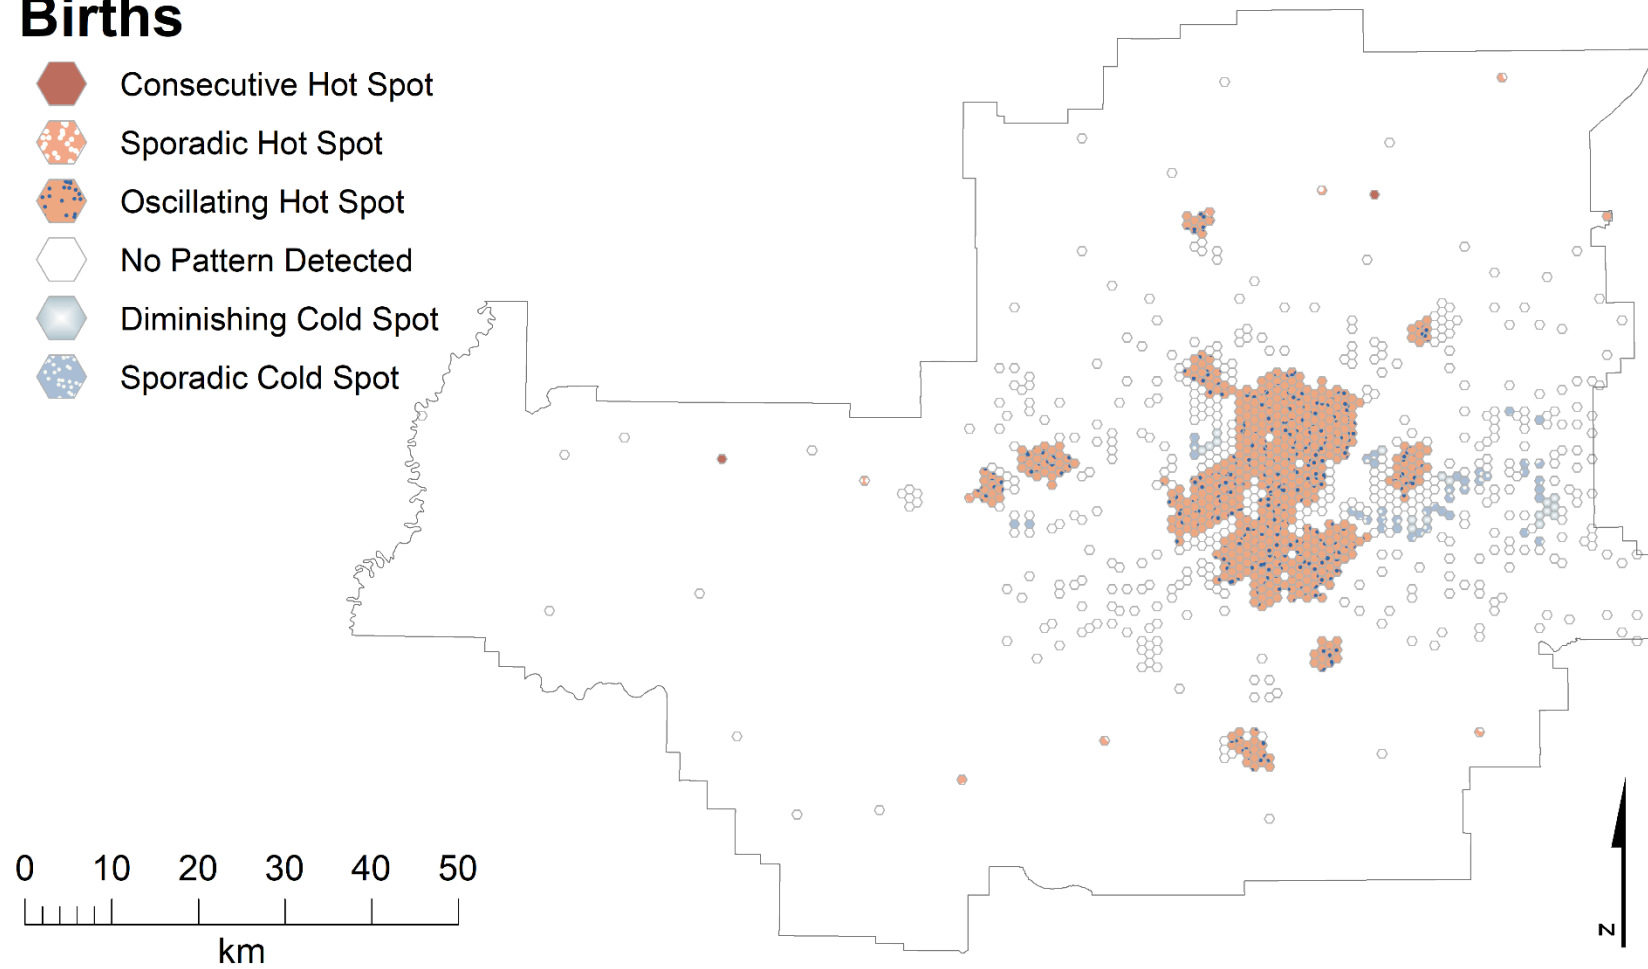 Births
Consecutive Hot Spot
Sporadic Hot Spot
Oscillating Hot Spot
No Pattern Detected
Diminishing Cold Spot
Sporadic Cold Spot
0 10 20 30 40 50
km
N